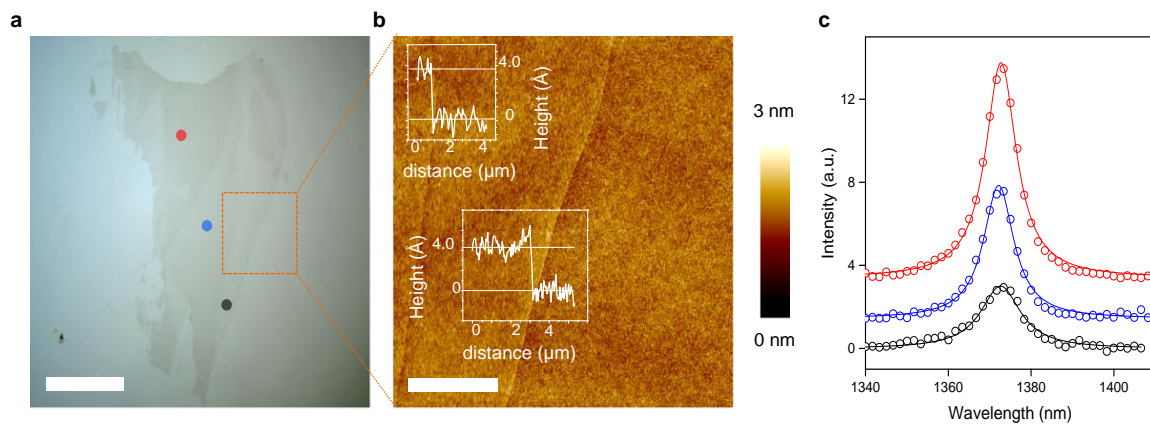 a
b
c
4.0
0
Height (Å)
0 2 4
distance (µm)
4.0
0
Height (Å)
0 2 4
distance (µm)
3 nm
0 nm
12
8
4
0
Intensity (a.u.)
1340 1360 1380 1400
Wavelength (nm)